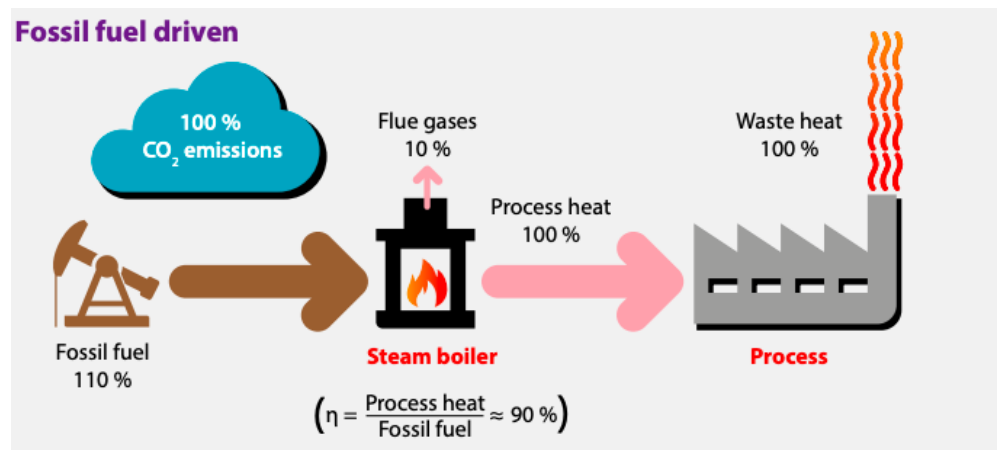 Fossil fuel driven
100 %
CO₂ emissions
Flue gases
10 %
Waste heat
100 %
Process heat
100 %
Fossil fuel
110 %
Steam boiler
Process
(η = Process heat / Fossil fuel ≈ 90 %)